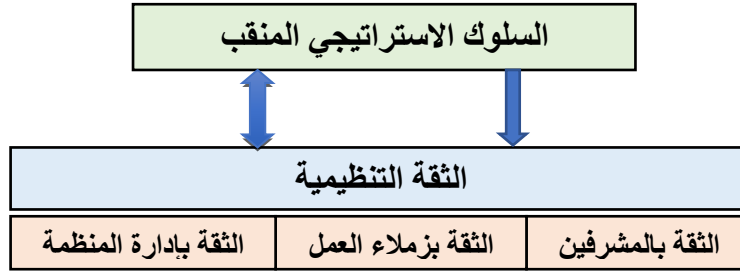 السلوك الاستراتيجي المنقب
الثقة التنظيمية
الثقة بالمشرفين
الثقة بزملاء العمل
الثقة بإدارة المنظمة